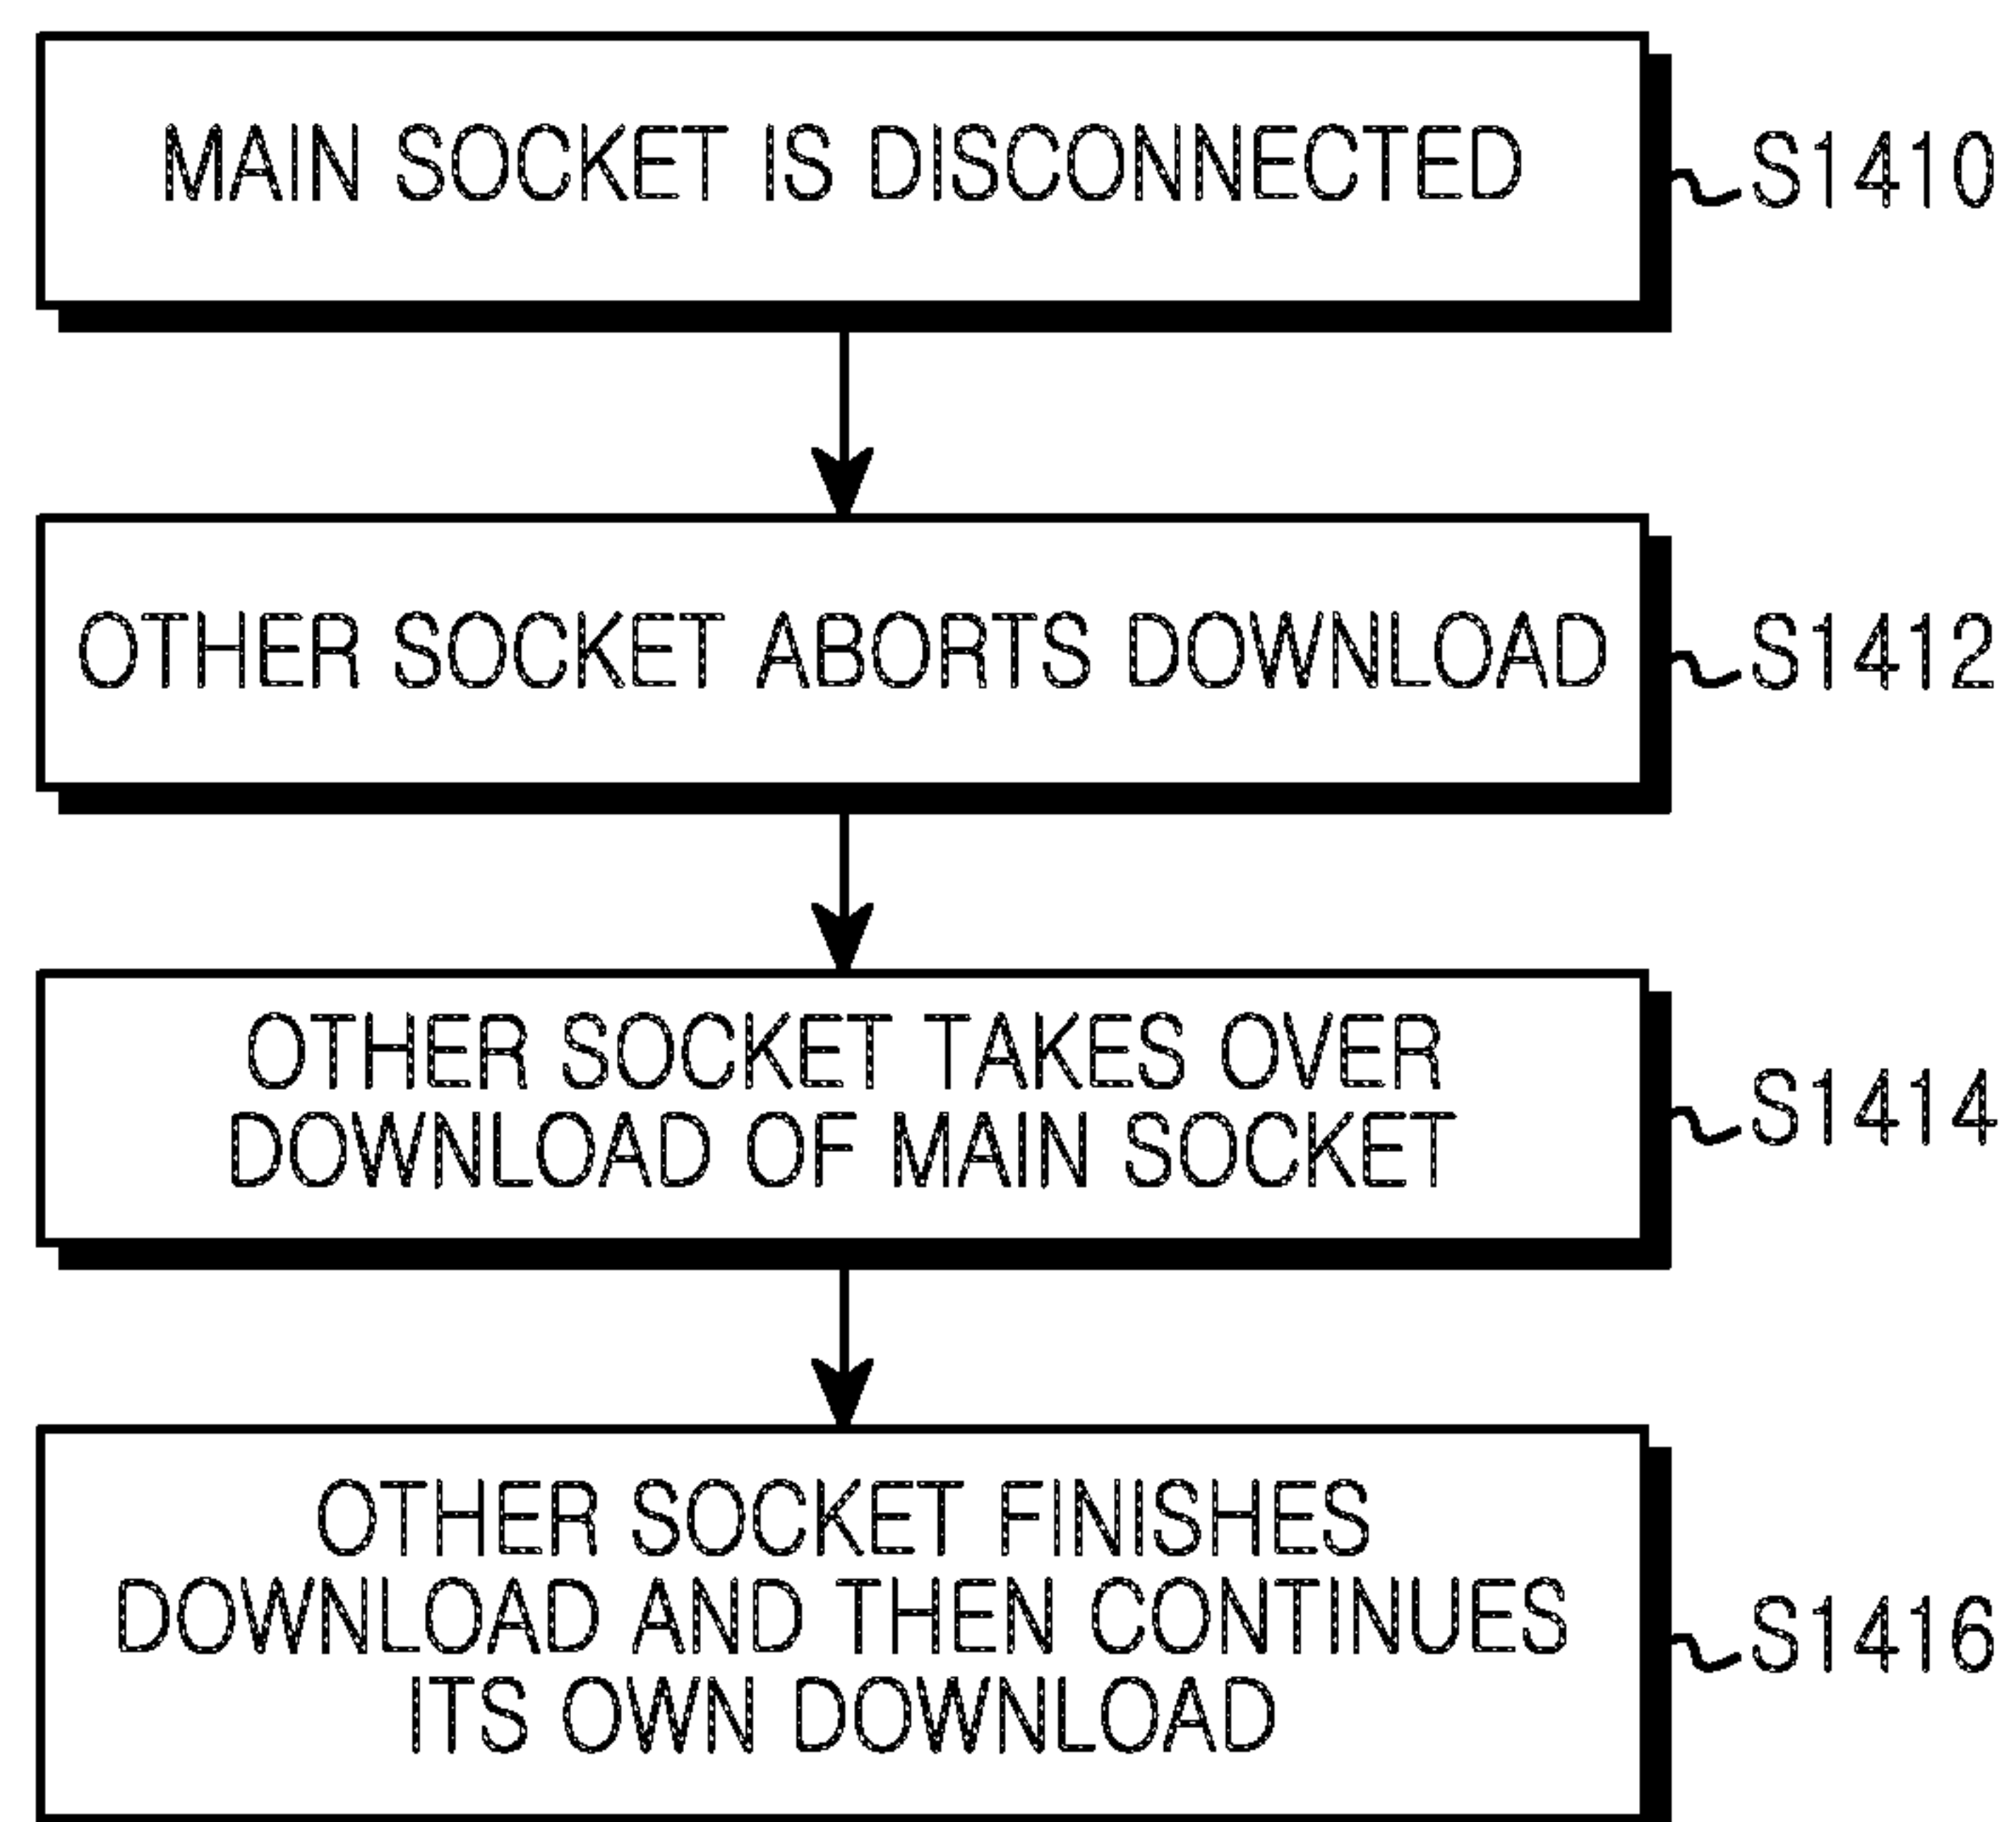 MAIN SOCKET IS DISCONNECTED
S1410
OTHER SOCKET ABORTS DOWNLOAD
S1412
OTHER SOCKET TAKES OVER
DOWNLOAD OF MAIN SOCKET
S1414
OTHER SOCKET FINISHES
DOWNLOAD AND THEN CONTINUES
ITS OWN DOWNLOAD
S1416